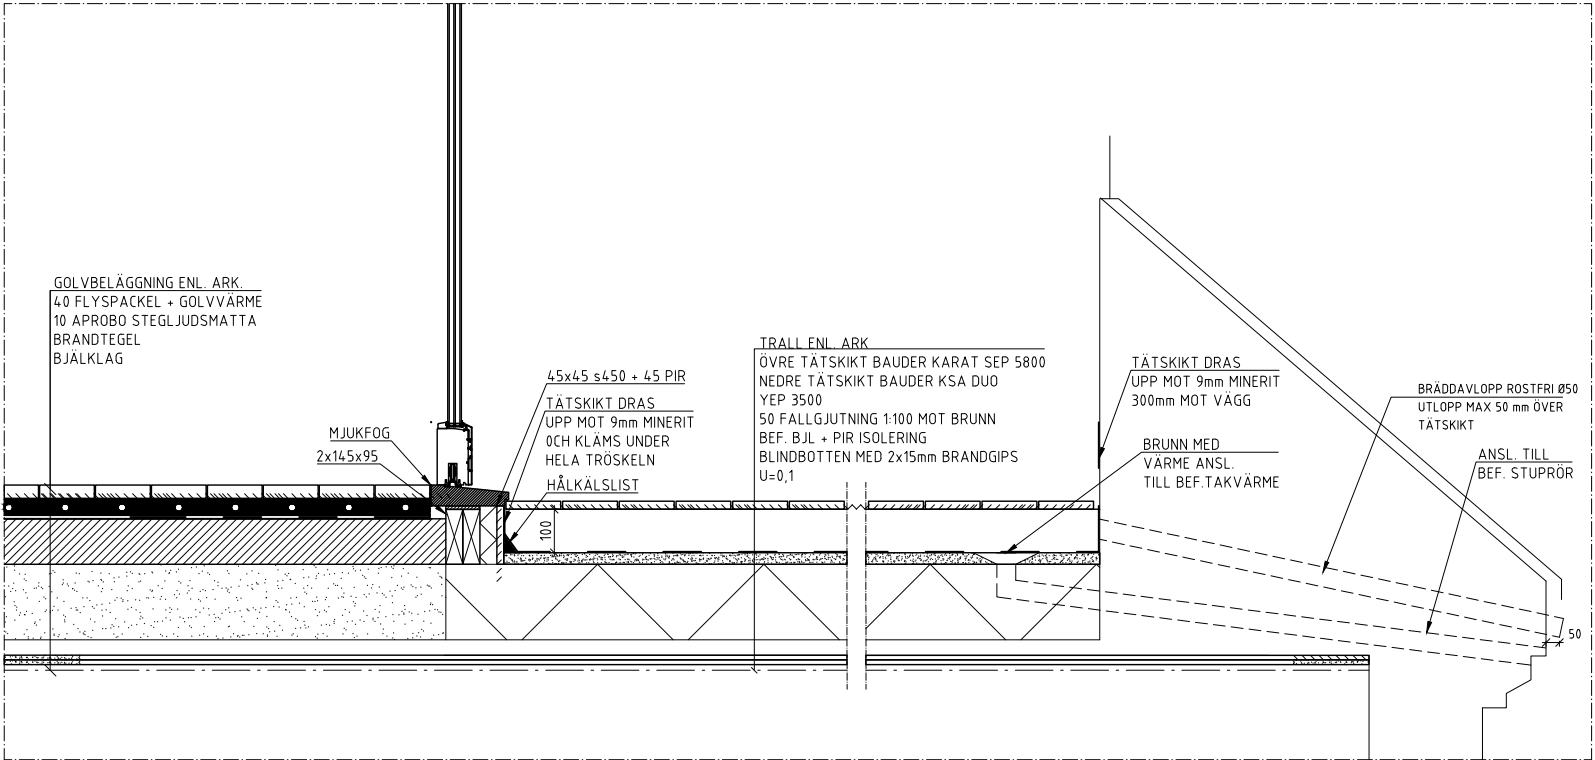 GOLVBELÄGGNING ENL. ARK.
40 FLYSPACKEL + GOLVVÄRME
10 APROBO STEGLJUDSMATTA
BRANDTEGEL
BJÄLKLAG
MJUKFOG
2x145x95
45x45 s450 + 45 PIR
TÄTSKIKT DRAS
UPP MOT 9mm MINERIT
OCH KLÄMS UNDER
HELA TRÖSKELN
HÅLKÄLSLIST
100
TRALL ENL. ARK
ÖVRE TÄTSKIKT BAUDER KARAT SEP 5800
NEDRE TÄTSKIKT BAUDER KSA DUO
YEP 3500
50 FALLGJUTNING 1:100 MOT BRUNN
BEF. BJL + PIR ISOLERING
BLINDBOTTEN MED 2x15mm BRANDGIPS
U=0,1
TÄTSKIKT DRAS
UPP MOT 9mm MINERIT
300mm MOT VÄGG
BRUNN MED
VÄRME ANSL.
TILL BEF.TAKVÄRME
BRÄDDAVLOPP ROSTFRI Ø50
UTLOPP MAX 50 mm ÖVER
TÄTSKIKT
ANSL. TILL
BEF. STUPRÖR
50